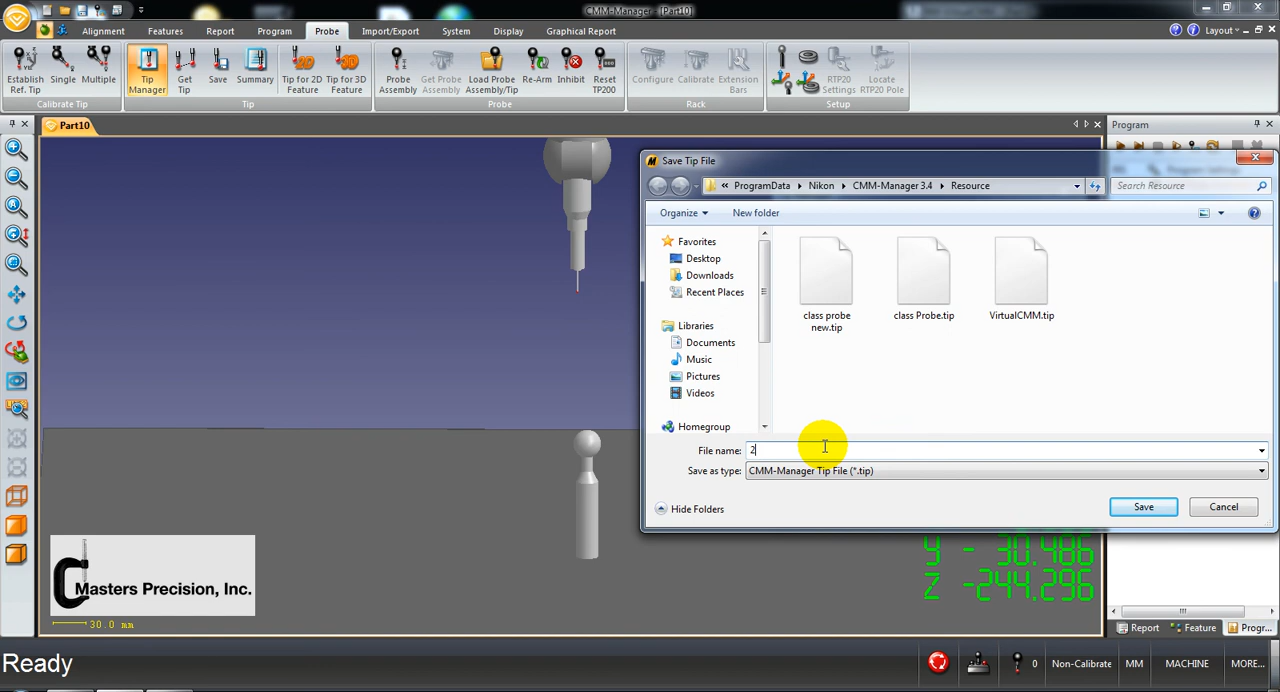 CMM-Manager - [Part10]
Alignment Features Report Program Probe Import/Export System Display Graphical Report Layout
Establish Ref. Tip
Single
Multiple
Tip Manager
Get Tip
Save
Summary
Tip for 2D Feature
Tip for 3D Feature
Probe Assembly
Get Probe Assembly
Load Probe Assembly/Tip
Re-Arm
Inhibit
Reset TP200
Configure
Calibrate
Extension Bars
RTP20 Settings
Locate RTP20 Pole
Calibrate Tip
Tip
Probe
Rack
Setup
Part10
Program
Save Tip File
« ProgramData Nikon CMM-Manager 3.4 Resource
Search Resource
Organize New folder
Favorites
Desktop
Downloads
Recent Places
Libraries
Documents
Music
Pictures
Videos
Homegroup
class probe new.tip
class Probe.tip
VirtualCMM.tip
File name: 2
Save as type: CMM-Manager Tip File (*.tip)
Hide Folders
Save
Cancel
y - 30.486
z -244.296
Masters Precision, Inc.
30.0 mm
Report Feature Progr...
Ready
0 Non-Calibrate MM MACHINE MORE...